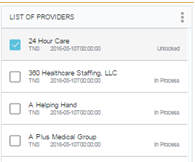 LIST OF PROVIDERS
24 Hour Care
TNS 2016-05-10T00:00:00 Unlocked
360 Healthcare Staffing, LLC
TNS 2016-05-10T00:00:00 In Process
A Helping Hand
TNS 2016-05-10T00:00:00 In Process
A Plus Medical Group
TNS 2016-05-10T00:00:00 In Process